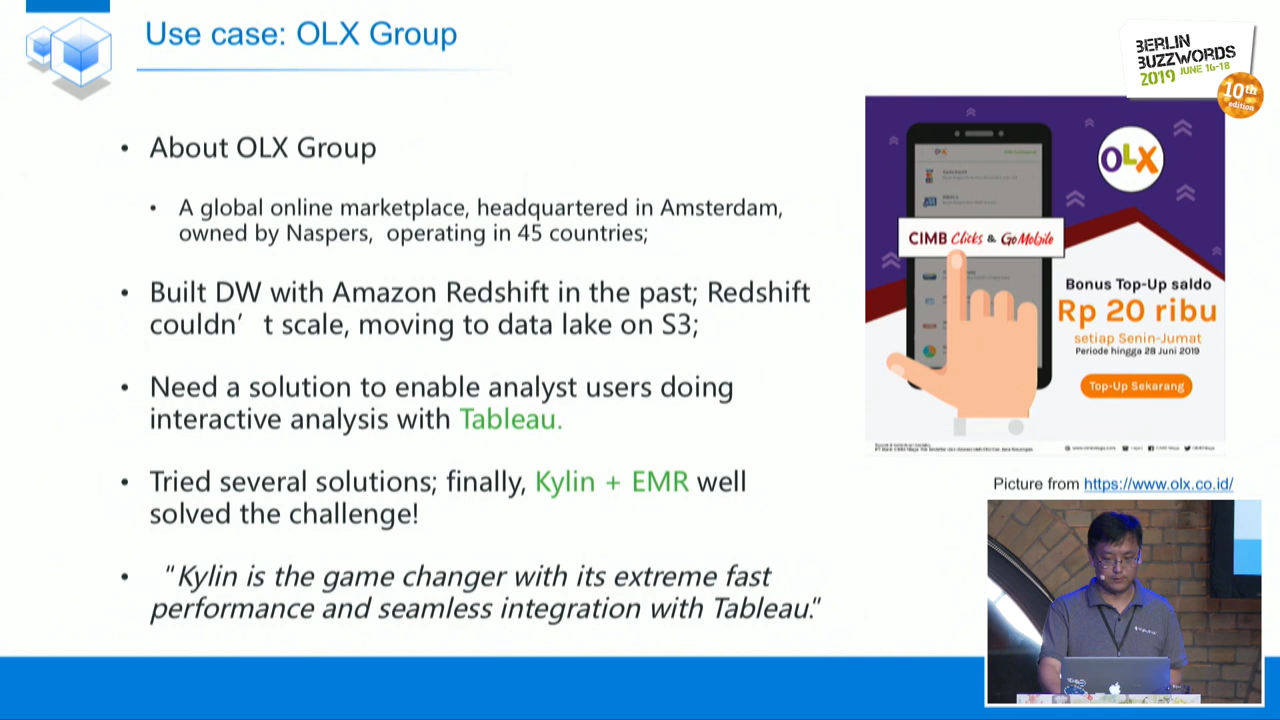 Use case: OLX Group
BERLIN
BUZZWORDS
2019 JUNE 16-18
10th
edition
• About OLX Group
• A global online marketplace, headquartered in Amsterdam,
owned by Naspers, operating in 45 countries;
• Built DW with Amazon Redshift in the past; Redshift
couldn’ t scale, moving to data lake on S3;
• Need a solution to enable analyst users doing
interactive analysis with Tableau.
• Tried several solutions; finally, Kylin + EMR well
solved the challenge!
• "Kylin is the game changer with its extreme fast
performance and seamless integration with Tableau."
OLX
CIMB Clicks & Go Mobile
Bonus Top-Up saldo
Rp 20 ribu
setiap Senin-Jumat
Periode hingga 28 Juni 2019
Top-Up Sekarang
Picture from https://www.olx.co.id/